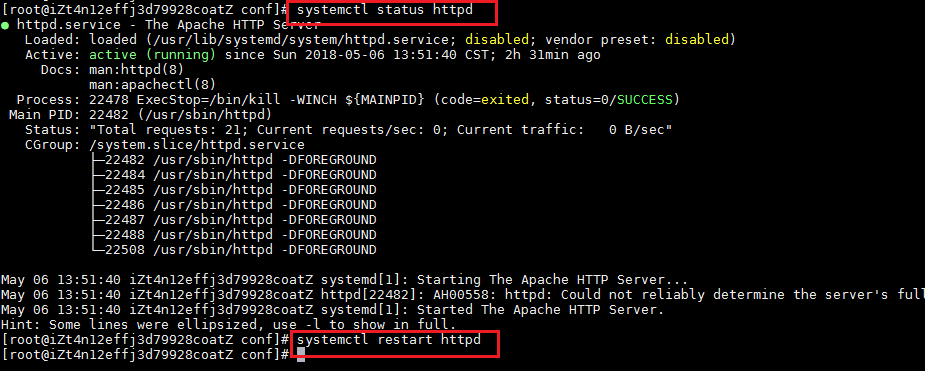 [root@iZt4n12effj3d79928coatZ conf]# systemctl status httpd
● httpd.service - The Apache HTTP Server
Loaded: loaded (/usr/lib/systemd/system/httpd.service; disabled; vendor preset: disabled)
Active: active (running) since Sun 2018-05-06 13:51:40 CST; 2h 31min ago
Docs: man:httpd(8)
man:apachectl(8)
Process: 22478 ExecStop=/bin/kill -WINCH ${MAINPID} (code=exited, status=0/SUCCESS)
Main PID: 22482 (/usr/sbin/httpd)
Status: "Total requests: 21; Current requests/sec: 0; Current traffic:   0 B/sec"
CGroup: /system.slice/httpd.service
├─22482 /usr/sbin/httpd -DFOREGROUND
├─22484 /usr/sbin/httpd -DFOREGROUND
├─22485 /usr/sbin/httpd -DFOREGROUND
├─22486 /usr/sbin/httpd -DFOREGROUND
├─22487 /usr/sbin/httpd -DFOREGROUND
├─22488 /usr/sbin/httpd -DFOREGROUND
└─22508 /usr/sbin/httpd -DFOREGROUND
May 06 13:51:40 iZt4n12effj3d79928coatZ systemd[1]: Starting The Apache HTTP Server...
May 06 13:51:40 iZt4n12effj3d79928coatZ httpd[22482]: AH00558: httpd: Could not reliably determine the server's full
May 06 13:51:40 iZt4n12effj3d79928coatZ systemd[1]: Started The Apache HTTP Server.
Hint: Some lines were ellipsized, use -l to show in full.
[root@iZt4n12effj3d79928coatZ conf]# systemctl restart httpd
[root@iZt4n12effj3d79928coatZ conf]#